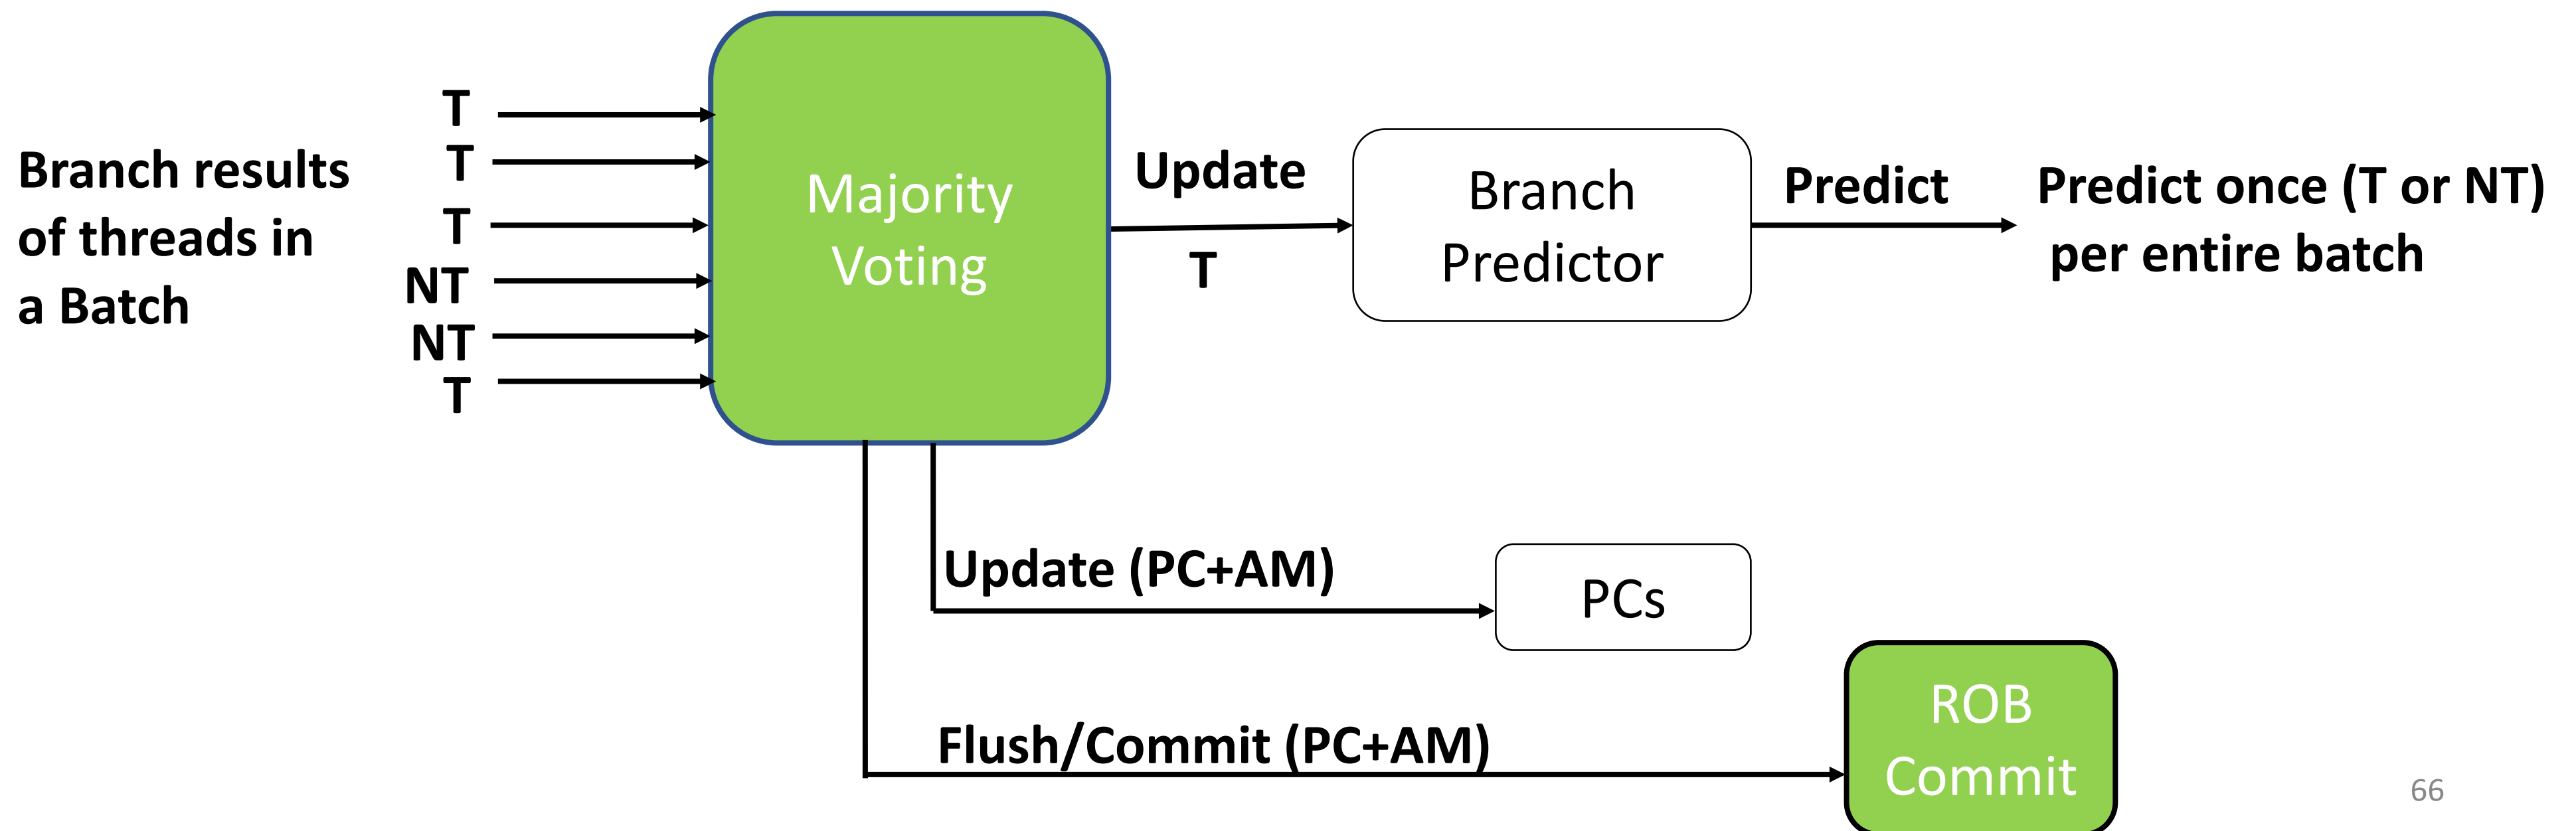 Branch results
of threads in
a Batch
T
T
T
NT
NT
T
Majority
Voting
Update
T
Branch
Predictor
Predict
Predict once (T or NT)
per entire batch
Update (PC+AM)
PCs
Flush/Commit (PC+AM)
ROB
Commit
66